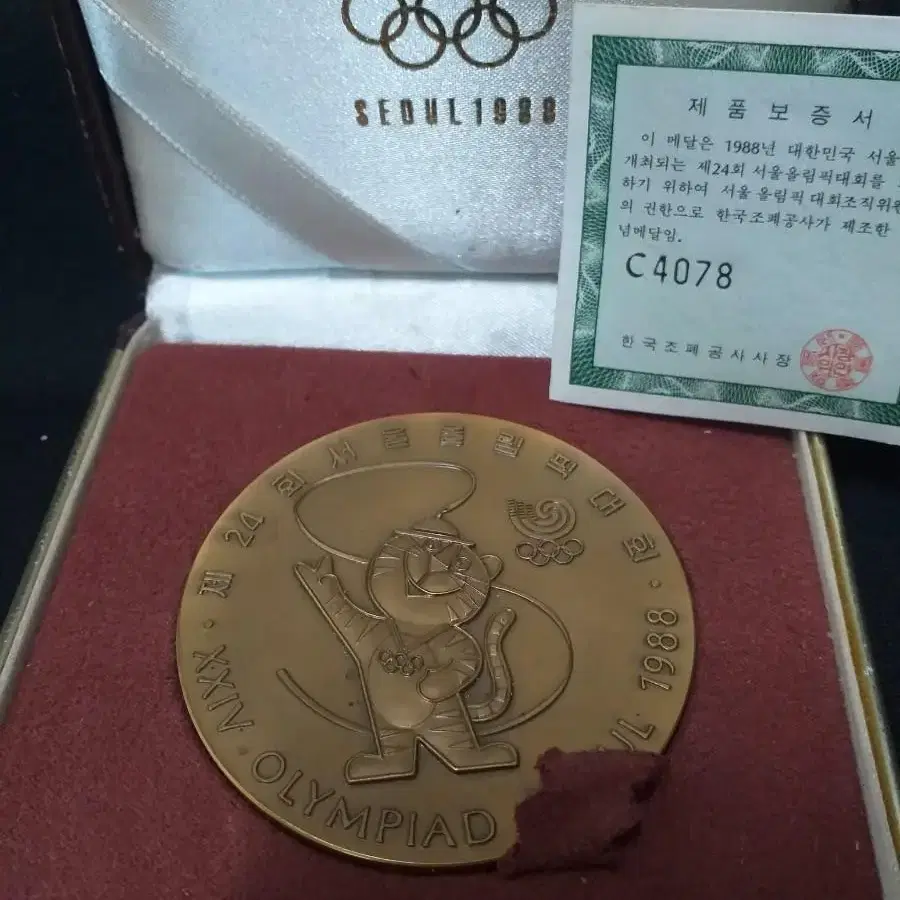 SEOUL 1988
제 품 보 증 서
이 메달은 1988년 대한민국 서울
개최되는 제24회 서울올림픽대회를
하기 위하여 서울 올림픽 대회조직위원
의 권한으로 한국조폐공사가 제조한
념메달임.
C4078
한 국 조 폐 공 사 사 장
제 24 회 서 울 올 림 픽 대 회
XXIV OLYMPIAD
1988